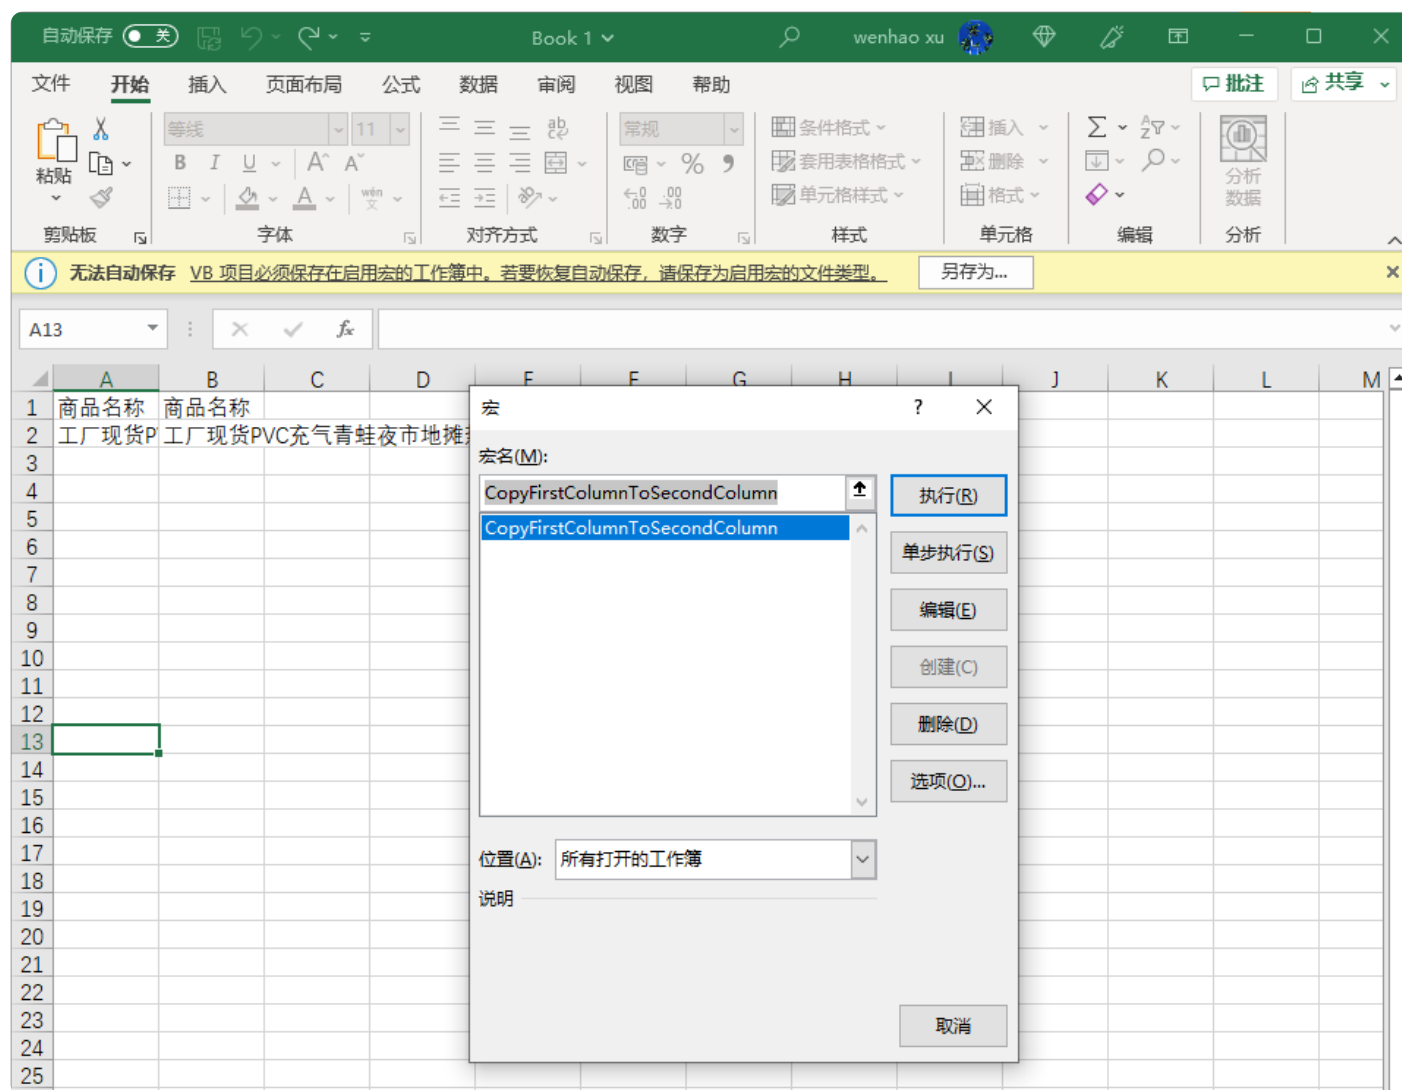 自动保存 关 Book 1 wenhao xu
文件 开始 插入 页面布局 公式 数据 审阅 视图 帮助 批注 共享
粘贴 等线 11 ab 常规 条件格式 插入 分析数据
B I U A A % 套用表格格式 删除
A wén 文 单元格样式 格式
剪贴板 字体 对齐方式 数字 样式 单元格 编辑 分析
无法自动保存 VB 项目必须保存在启用宏的工作簿中。若要恢复自动保存，请保存为启用宏的文件类型。 另存为...
A13 fx
A B C D E F G H I J K L M
1 商品名称 商品名称
2 工厂现货P 工厂现货PVC充气青蛙夜市地摊
3
4
5
6
7
8
9
10
11
12
13
14
15
16
17
18
19
20
21
22
23
24
25
宏 ?
宏名(M):
CopyFirstColumnToSecondColumn
CopyFirstColumnToSecondColumn
执行(R)
单步执行(S)
编辑(E)
创建(C)
删除(D)
选项(O)...
位置(A): 所有打开的工作簿
说明
取消